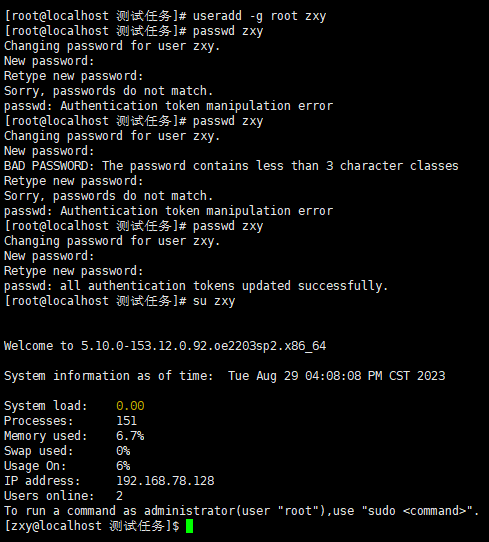 [root@localhost 测试任务]# useradd -g root zxy
[root@localhost 测试任务]# passwd zxy
Changing password for user zxy.
New password:
Retype new password:
Sorry, passwords do not match.
passwd: Authentication token manipulation error
[root@localhost 测试任务]# passwd zxy
Changing password for user zxy.
New password:
BAD PASSWORD: The password contains less than 3 character classes
Retype new password:
Sorry, passwords do not match.
passwd: Authentication token manipulation error
[root@localhost 测试任务]# passwd zxy
Changing password for user zxy.
New password:
Retype new password:
passwd: all authentication tokens updated successfully.
[root@localhost 测试任务]# su zxy
Welcome to 5.10.0-153.12.0.92.oe2203sp2.x86_64
System information as of time:  Tue Aug 29 04:08:08 PM CST 2023
System load:    0.00
Processes:      151
Memory used:    6.7%
Swap used:      0%
Usage On:       6%
IP address:     192.168.78.128
Users online:   2
To run a command as administrator(user "root"),use "sudo <command>".
[zxy@localhost 测试任务]$